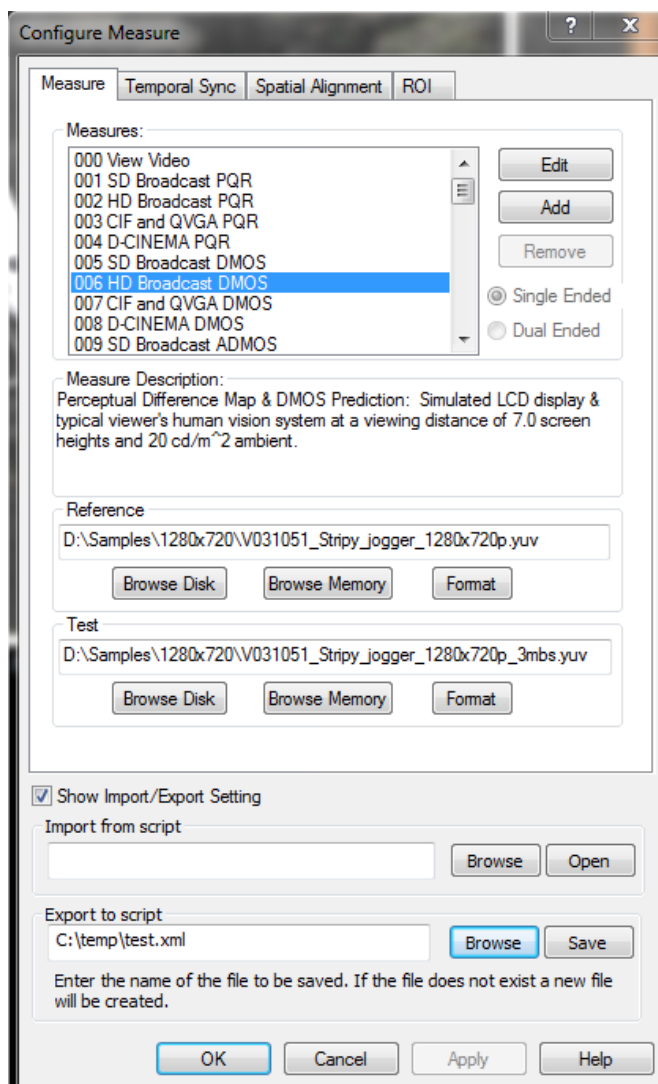 Configure Measure
? X
Measure Temporal Sync Spatial Alignment ROI
Measures:
000 View Video
001 SD Broadcast PQR
002 HD Broadcast PQR
003 CIF and QVGA PQR
004 D-CINEMA PQR
005 SD Broadcast DMOS
006 HD Broadcast DMOS
007 CIF and QVGA DMOS
008 D-CINEMA DMOS
009 SD Broadcast ADMOS
Edit
Add
Remove
Single Ended
Dual Ended
Measure Description:
Perceptual Difference Map & DMOS Prediction: Simulated LCD display &
typical viewer's human vision system at a viewing distance of 7.0 screen
heights and 20 cd/m^2 ambient.
Reference
D:\Samples\1280x720\V031051_Stripy_jogger_1280x720p.yuv
Browse Disk Browse Memory Format
Test
D:\Samples\1280x720\V031051_Stripy_jogger_1280x720p_3mbs.yuv
Browse Disk Browse Memory Format
Show Import/Export Setting
Import from script
Browse Open
Export to script
C:\temp\test.xml
Browse Save
Enter the name of the file to be saved. If the file does not exist a new file
will be created.
OK Cancel Apply Help